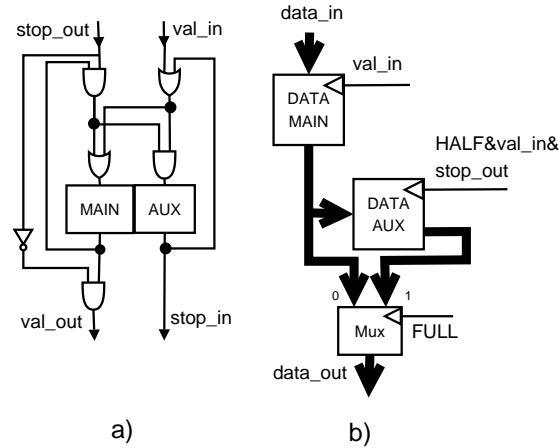 stop_out
val_in
MAIN
AUX
val_out
stop_in
a)
data_in
val_in
DATA
MAIN
HALF&val_in&
stop_out
DATA
AUX
0
1
Mux
FULL
data_out
b)